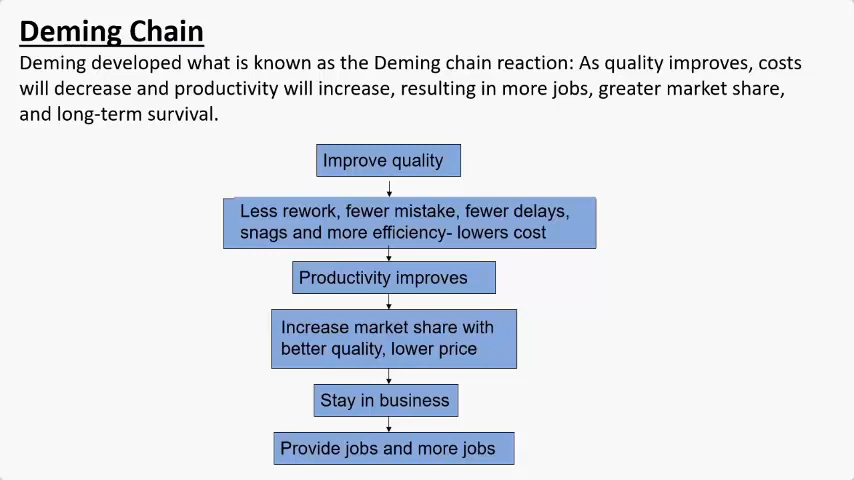 Deming Chain
Deming developed what is known as the Deming chain reaction: As quality improves, costs
will decrease and productivity will increase, resulting in more jobs, greater market share,
and long-term survival.
Improve quality
Less rework, fewer mistake, fewer delays,
snags and more efficiency- lowers cost
Productivity improves
Increase market share with
better quality, lower price
Stay in business
Provide jobs and more jobs